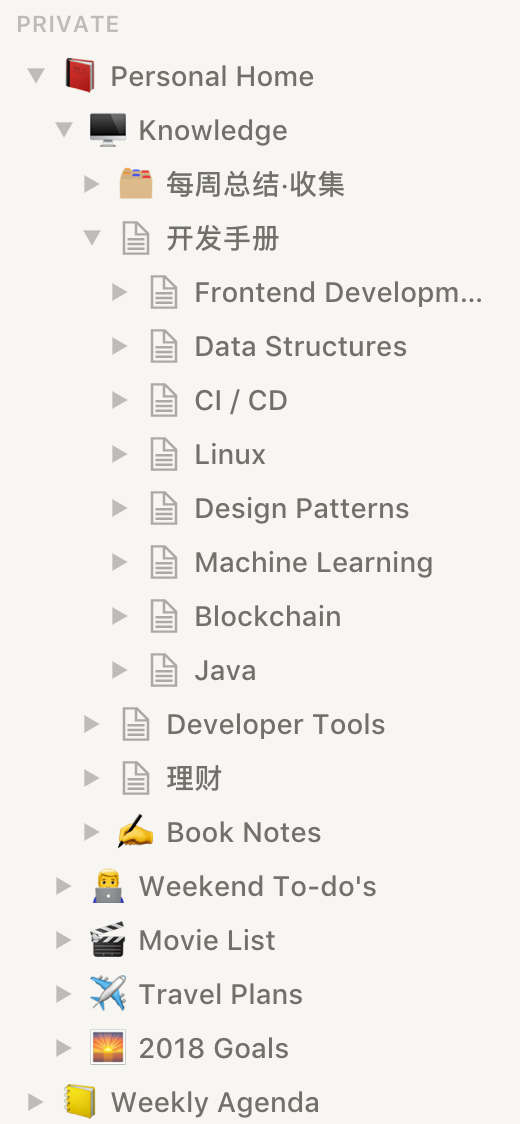 PRIVATE
Personal Home
Knowledge
每周总结·收集
开发手册
Frontend Developm...
Data Structures
CI / CD
Linux
Design Patterns
Machine Learning
Blockchain
Java
Developer Tools
理财
Book Notes
Weekend To-do's
Movie List
Travel Plans
2018 Goals
Weekly Agenda